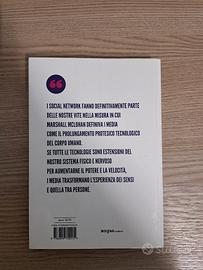 I SOCIAL NETWORK FANNO DEFINITIVAMENTE PARTE
DELLE NOSTRE VITE NELLA MISURA IN CUI
MARSHALL MCLUHAN DEFINIVA I MEDIA
COME IL PROLUNGAMENTO PROTESICO TECNOLOGICO
DEL CORPO UMANO.
SE TUTTE LE TECNOLOGIE SONO ESTENSIONI DEL
NOSTRO SISTEMA FISICO E NERVOSO
PER AUMENTARNE IL POTERE E LA VELOCITÀ,
I MEDIA TRASFORMANO L'ESPERIENZA DEI SENSI
E QUELLA TRA PERSONE.
subito